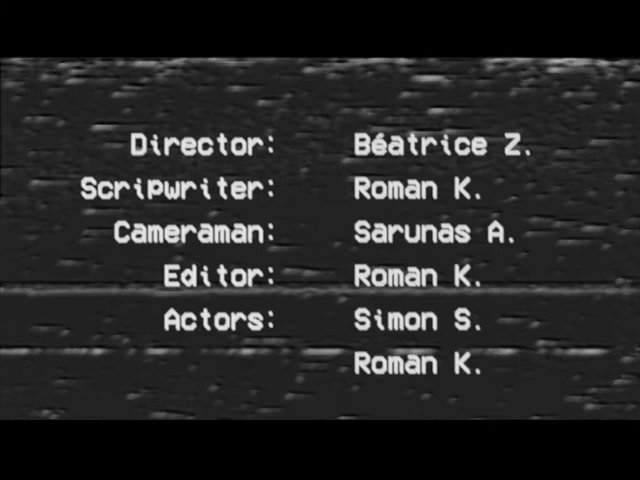 Director: Béatrice Z.
Scripwriter: Roman K.
Cameraman: Sarunas A.
Editor: Roman K.
Actors: Simon S.
Roman K.